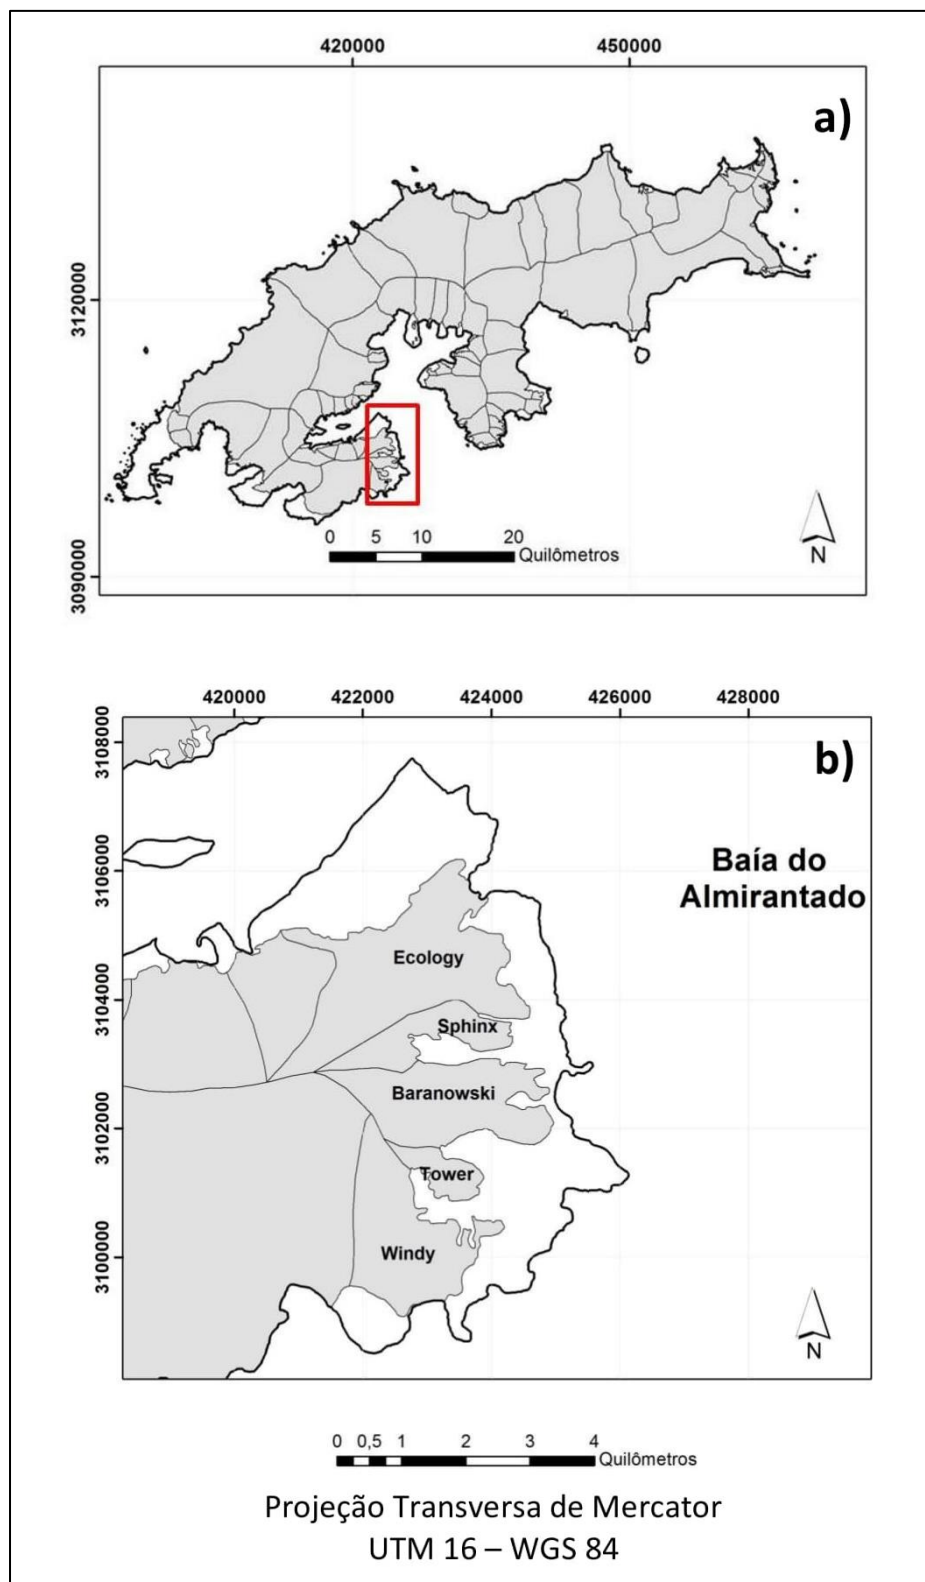 420000 450000
a)
3120000
3090000
0 5 10 20
Quilômetros
N
420000 422000 424000 426000 428000
b)
3108000
3106000
3104000
3102000
3100000
Baía do
Almirantado
Ecology
Sphinx
Baranowski
Tower
Windy
N
0 0,5 1 2 3 4
Quilômetros
Projeção Transversa de Mercator
UTM 16 – WGS 84